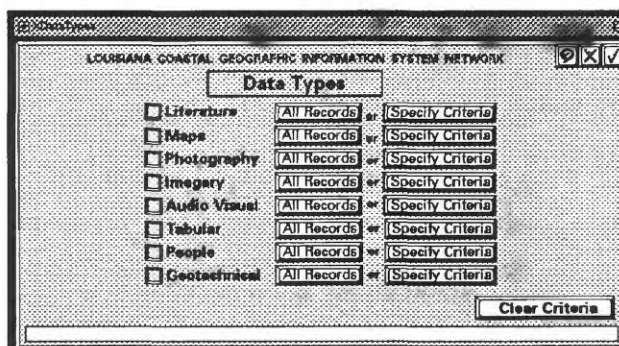 DataTypes
LOUISIANA COASTAL GEOGRAPHIC INFORMATION SYSTEM NETWORK
Data Types
Literature All Records or Specify Criteria
Maps All Records or Specify Criteria
Photography All Records or Specify Criteria
Imagery All Records or Specify Criteria
Audio Visual All Records or Specify Criteria
Tabular All Records or Specify Criteria
People All Records or Specify Criteria
Geotechnical All Records or Specify Criteria
Clear Criteria